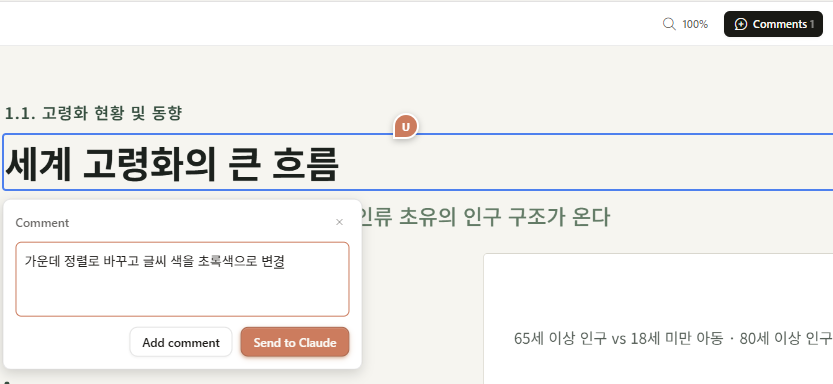 100%
Comments 1
1.1. 고령화 현황 및 동향
U
세계 고령화의 큰 흐름
인류 초유의 인구 구조가 온다
Comment
×
가운데 정렬로 바꾸고 글씨 색을 초록색으로 변경
Add comment
Send to Claude
65세 이상 인구 vs 18세 미만 아동 · 80세 이상 인구